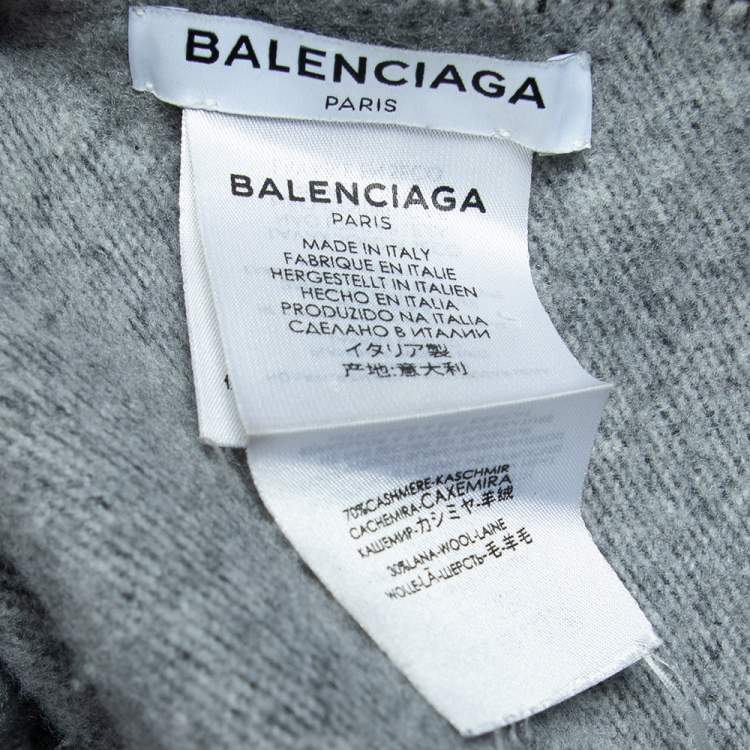 BALENCIAGA
PARIS
BALENCIAGA
PARIS
MADE IN ITALY
FABRIQUE EN ITALIE
HERGESTELLT IN ITALIEN
HECHO EN ITALIA
PRODUZIDO NA ITALIA
СДЕЛАНО В ИТАЛИИ
イタリア製
产地:意大利
70%CASHMERE-KASCHMIR
CACHEMIRA-CAXEMIRA
КАШЕМИР-カシミヤ-羊绒
30%LANA-WOOL-LAINE
WOLLE-LÃ-ШЕРСТЬ-毛-羊毛